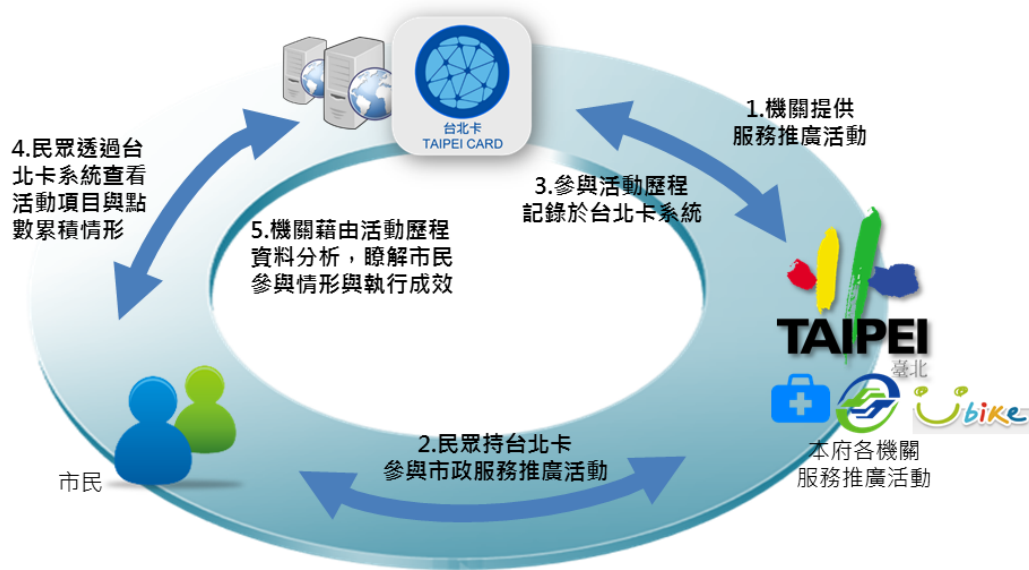 台北卡
TAIPEI CARD
1.機關提供
服務推廣活動
3.參與活動歷程
記錄於台北卡系統
4.民眾透過台
北卡系統查看
活動項目與點
數累積情形
5.機關藉由活動歷程
資料分析，瞭解市民
參與情形與執行成效
TAIPEI
臺北
Ubike
本府各機關
服務推廣活動
2.民眾持台北卡
參與市政服務推廣活動
市民